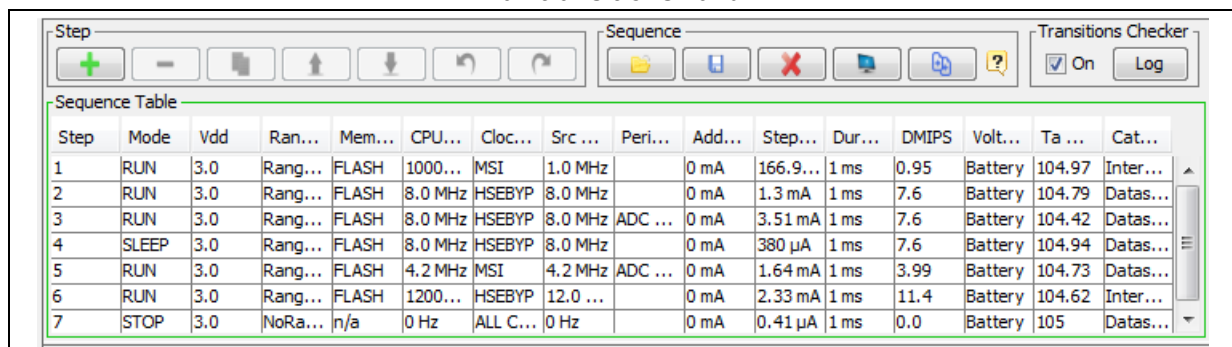 Step Sequence Transitions Checker
? On Log
Sequence Table
Step Mode Vdd Ran... Mem... CPU... Cloc... Src ... Peri... Add... Step... Dur... DMIPS Volt... Ta ... Cat...
1 RUN 3.0 Rang... FLASH 1000... MSI 1.0 MHz 0 mA 166.9... 1 ms 0.95 Battery 104.97 Inter...
2 RUN 3.0 Rang... FLASH 8.0 MHz HSEBYP 8.0 MHz 0 mA 1.3 mA 1 ms 7.6 Battery 104.79 Datas...
3 RUN 3.0 Rang... FLASH 8.0 MHz HSEBYP 8.0 MHz ADC ... 0 mA 3.51 mA 1 ms 7.6 Battery 104.42 Datas...
4 SLEEP 3.0 Rang... FLASH 8.0 MHz HSEBYP 8.0 MHz 0 mA 380 µA 1 ms 7.6 Battery 104.94 Datas...
5 RUN 3.0 Rang... FLASH 4.2 MHz MSI 4.2 MHz ADC ... 0 mA 1.64 mA 1 ms 3.99 Battery 104.73 Datas...
6 RUN 3.0 Rang... FLASH 1200... HSEBYP 12.0 ... 0 mA 2.33 mA 1 ms 11.4 Battery 104.62 Inter...
7 STOP 3.0 NoRa... n/a 0 Hz ALL C... 0 Hz 0 mA 0.41 µA 1 ms 0.0 Battery 105 Datas...